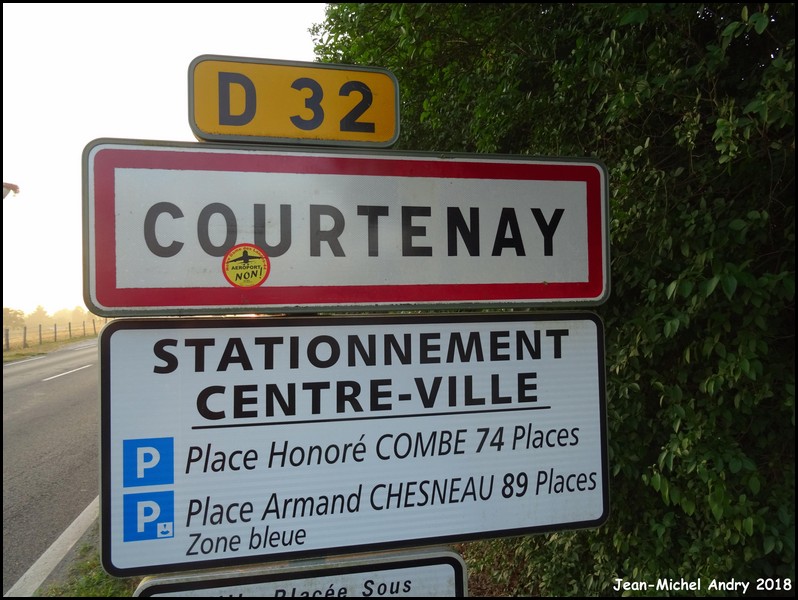 D 32
COURTENAY
AEROPORT
NON!
STATIONNEMENT
CENTRE-VILLE
P Place Honoré COMBE 74 Places
P Place Armand CHESNEAU 89 Places
Zone bleue
Placée Sous
Jean-Michel Andry 2018